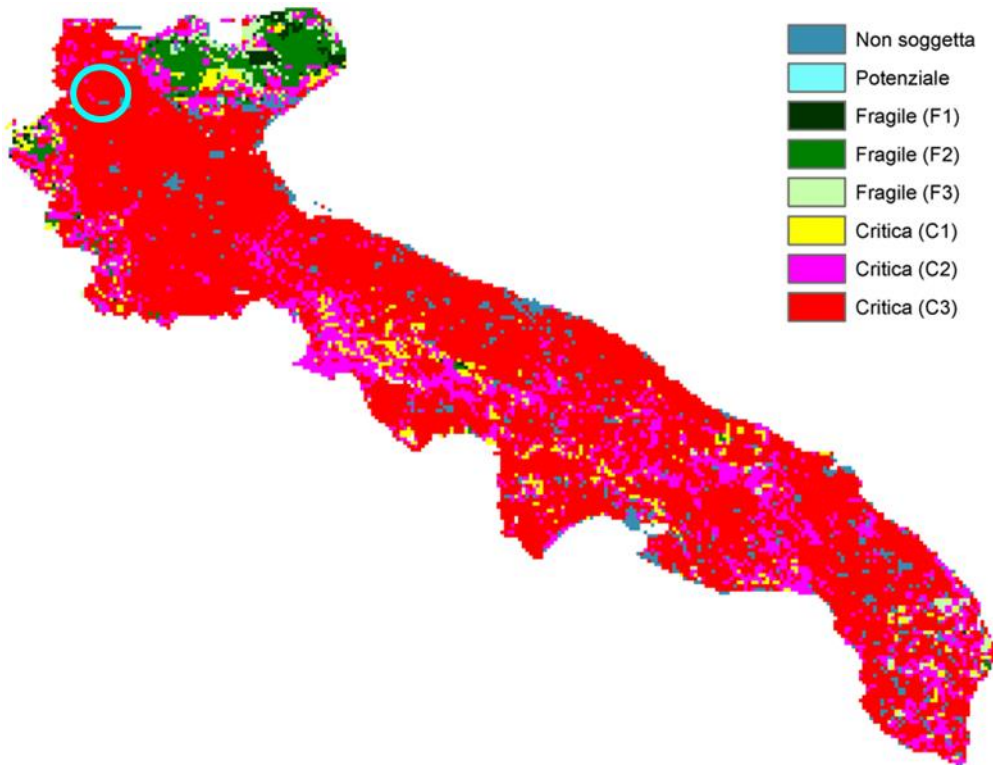 Non soggetta
Potenziale
Fragile (F1)
Fragile (F2)
Fragile (F3)
Critica (C1)
Critica (C2)
Critica (C3)